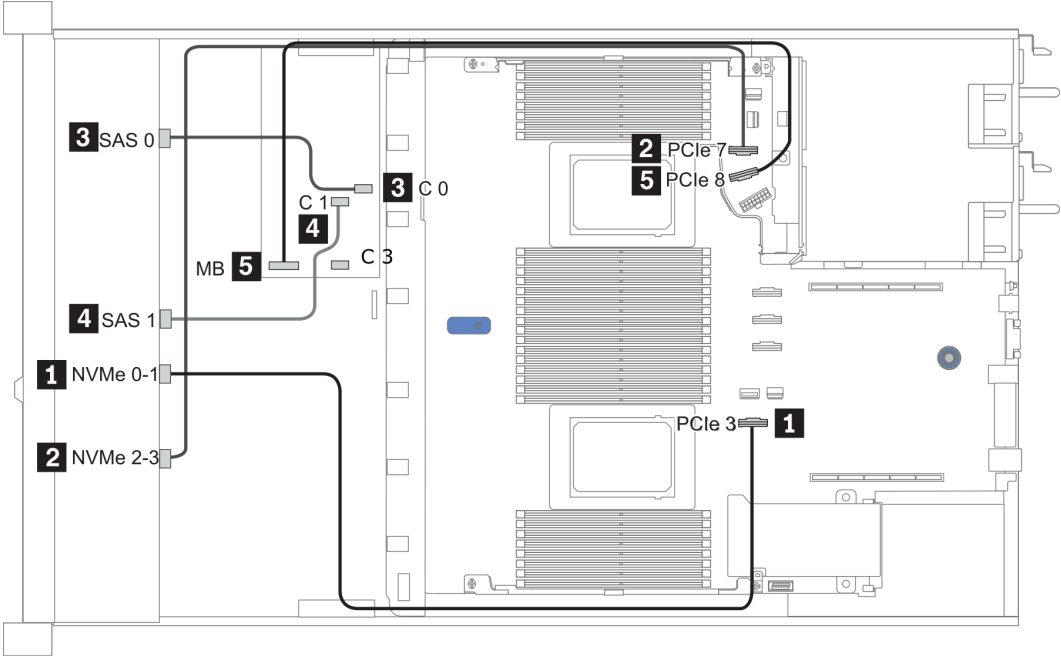 3 SAS 0
3 C 0
C 1
4
MB 5
C 3
4 SAS 1
1 NVMe 0-1
2 NVMe 2-3
2 PCIe 7
5 PCIe 8
PCIe 3 1